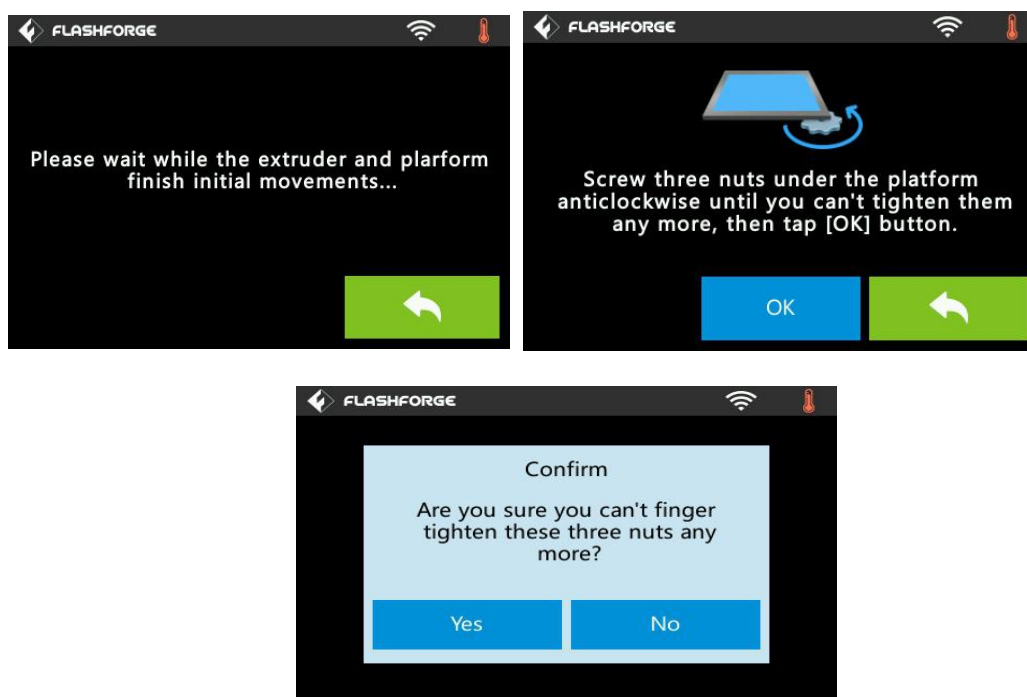 FLASHFORGE
Please wait while the extruder and plarform
finish initial movements...
FLASHFORGE
Screw three nuts under the platform
anticlockwise until you can't tighten them
any more, then tap [OK] button.
OK
FLASHFORGE
Confirm
Are you sure you can't finger
tighten these three nuts any
more?
Yes
No